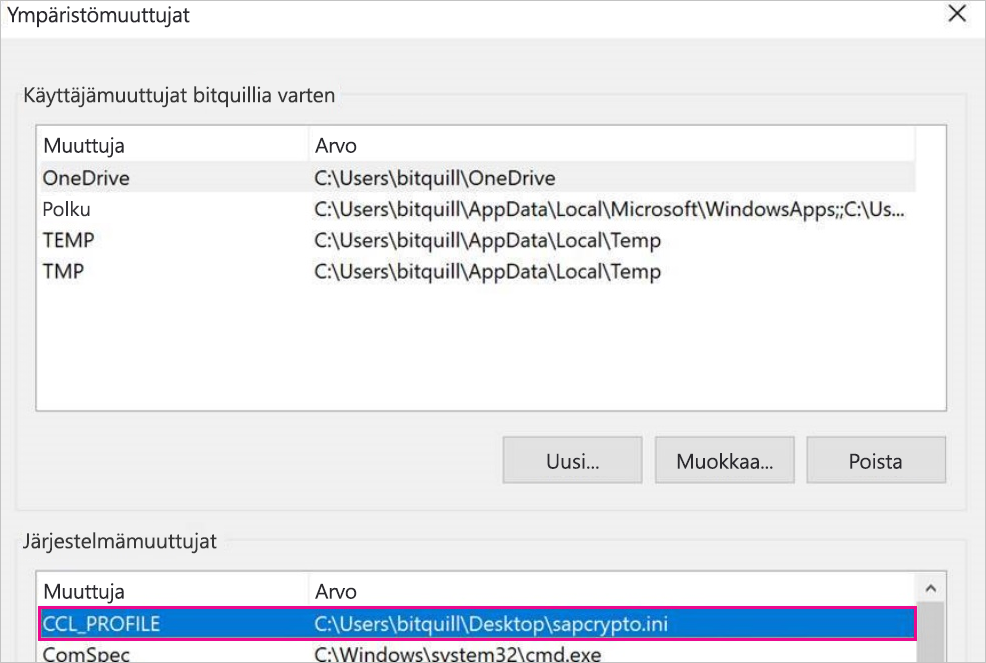 Ympäristömuuttujat
Käyttäjämuuttujat bitquillia varten
Muuttuja Arvo
OneDrive C:\Users\bitquill\OneDrive
Polku C:\Users\bitquill\AppData\Local\Microsoft\WindowsApps;;C:\Us...
TEMP C:\Users\bitquill\AppData\Local\Temp
TMP C:\Users\bitquill\AppData\Local\Temp
Uusi... Muokkaa... Poista
Järjestelmämuuttujat
Muuttuja Arvo
CCL_PROFILE C:\Users\bitquill\Desktop\sapcrypto.ini
ComSpec C:\Windows\system32\cmd.exe